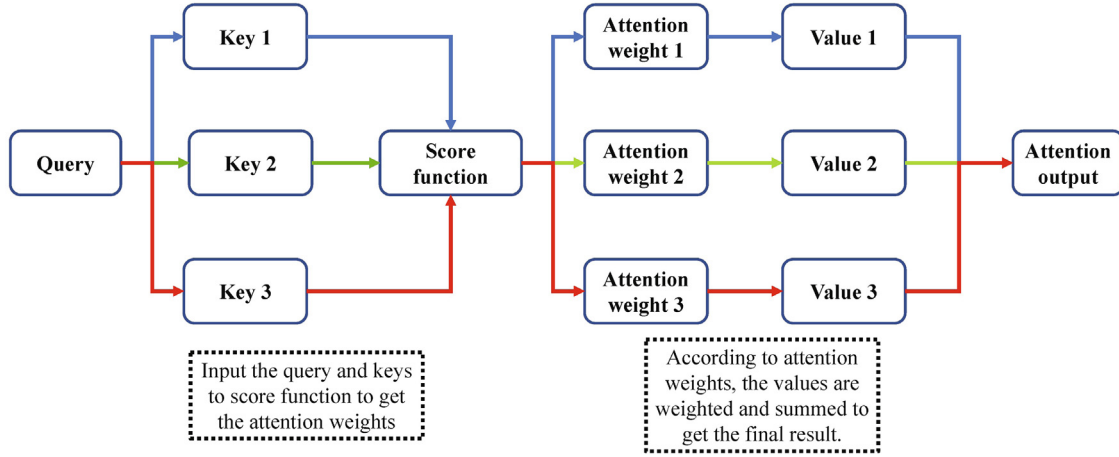 Key 1
Attention
weight 1
Value 1
Query
Key 2
Score
function
Attention
weight 2
Value 2
Attention
output
Key 3
Attention
weight 3
Value 3
Input the query and keys
to score function to get
the attention weights
According to attention
weights, the values are
weighted and summed to
get the final result.